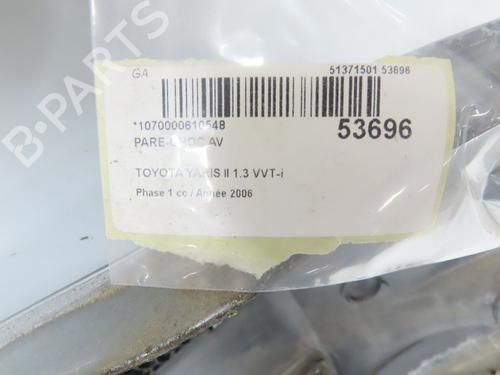 GA
51371501 53696
*1070000610548
53696
PARE-CHOC AV
TOYOTA YARIS II 1.3 VVT-i
Phase 1 cc / Année 2006
B-PARTS